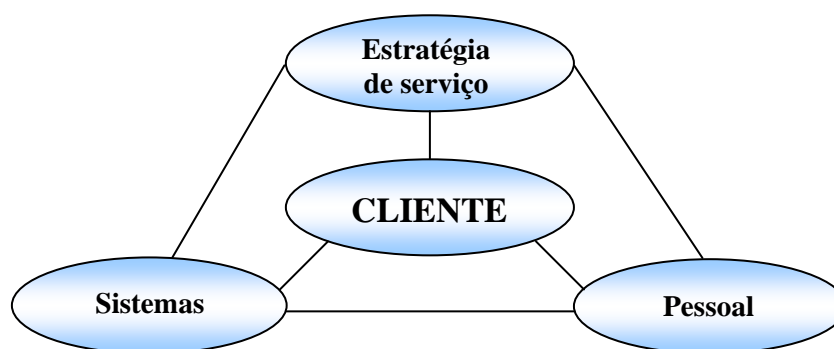 Estratégia
de serviço
CLIENTE
Sistemas
Pessoal